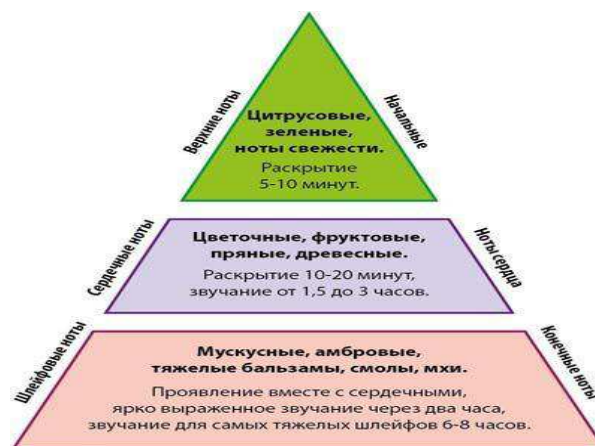 Верхние ноты
Начальные
Цитрусовые,
зеленые,
ноты свежести.
Раскрытие
5-10 минут.
Сердечные ноты
Ноты сердца
Цветочные, фруктовые,
пряные, древесные.
Раскрытие 10-20 минут,
звучание от 1,5 до 3 часов.
Шлейфовые ноты
Конечные ноты
Мускусные, амбровые,
тяжелые бальзамы, смолы, мхи.
Проявление вместе с сердечными,
ярко выраженное звучание через два часа,
звучание для самых тяжелых шлейфов 6-8 часов.